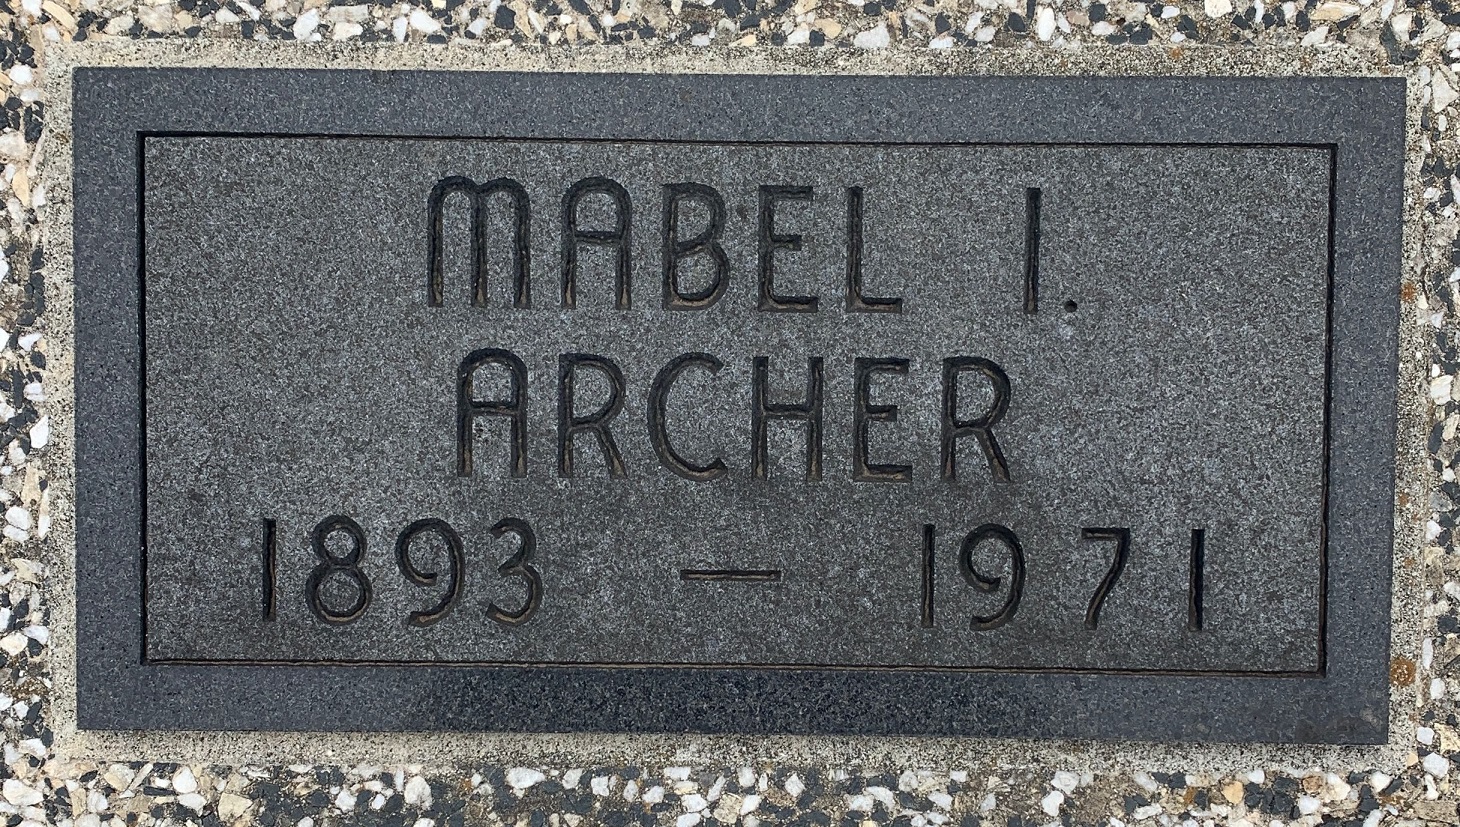 MABEL I.
ARCHER
1893 — 1971